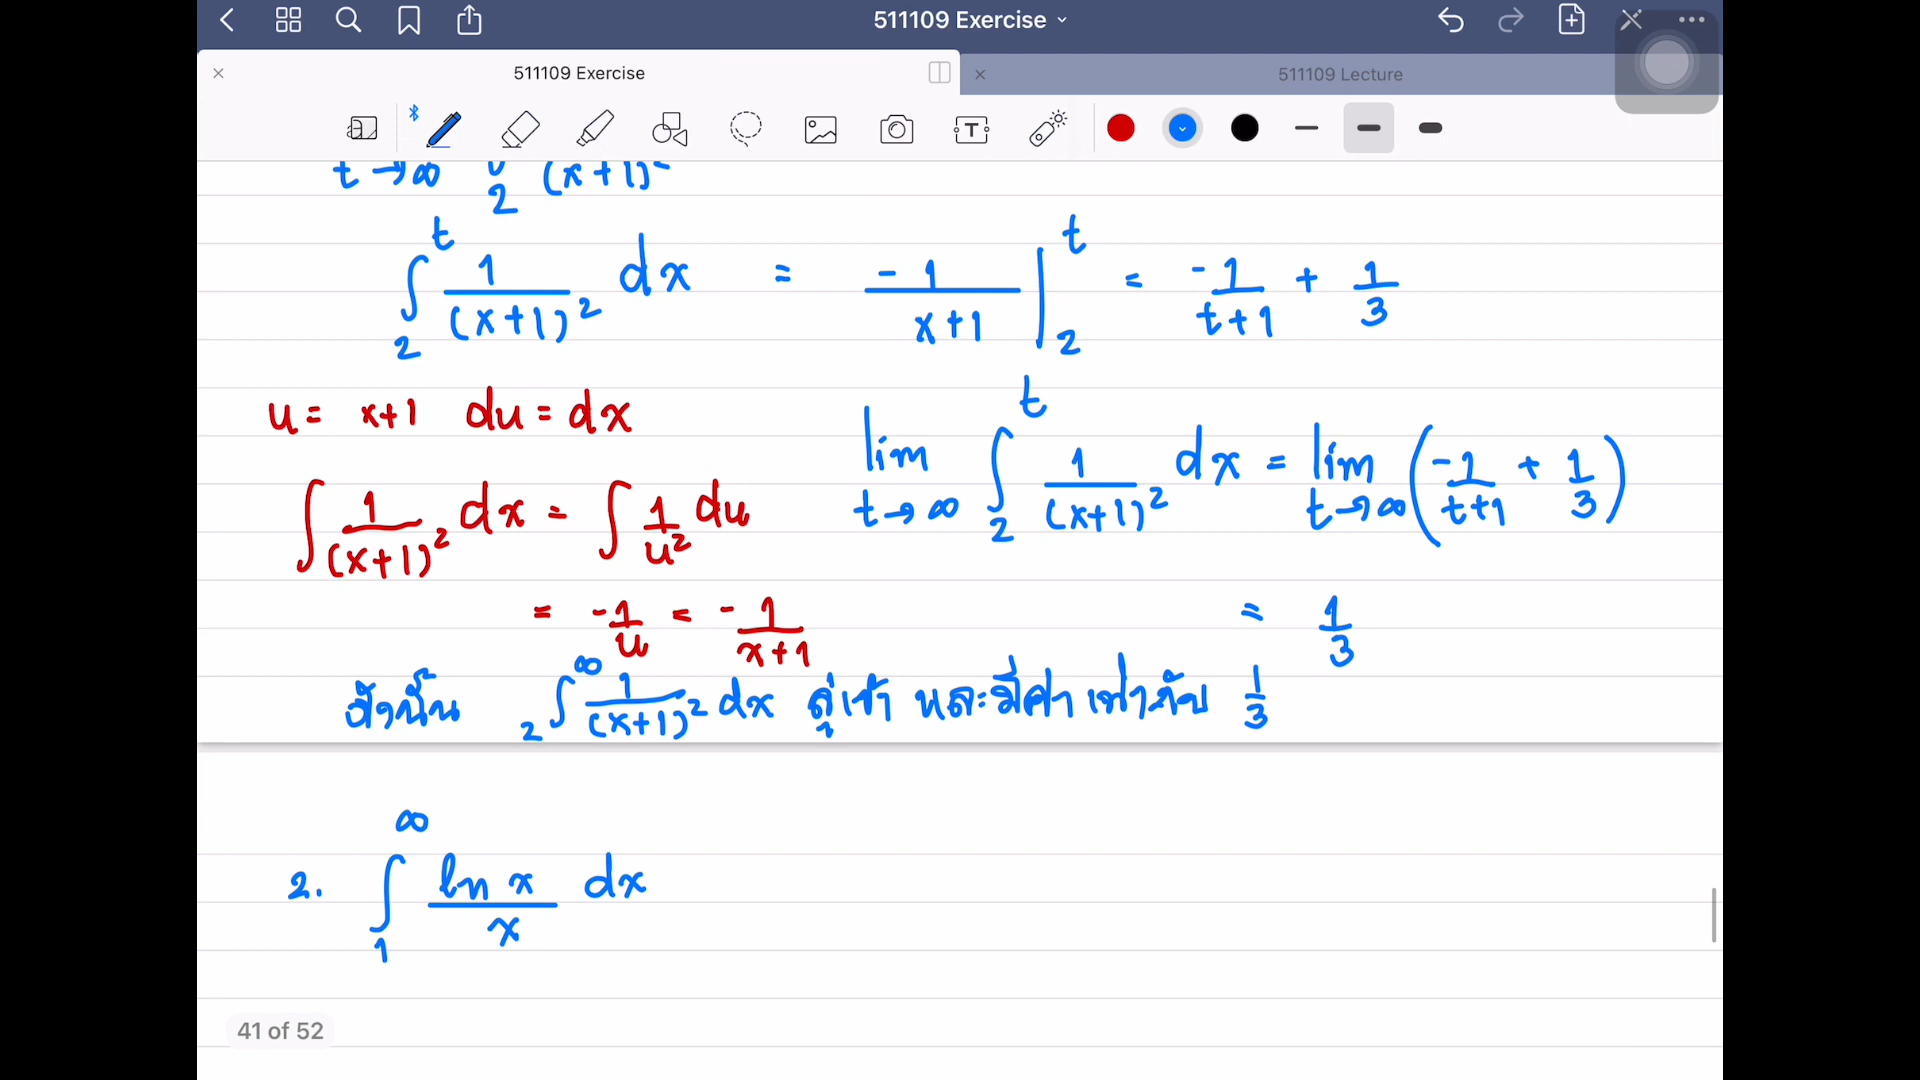 511109 Exercise
511109 Exercise
511109 Lecture
t → ∞ 2 (x+1)²
∫₂ᵗ 1/(x+1)² dx = -1/(x+1) |₂ᵗ = -1/(t+1) + 1/3
u = x+1 du = dx
lim t→∞ ∫₂ᵗ 1/(x+1)² dx = lim t→∞ (-1/(t+1) + 1/3)
∫ 1/(x+1)² dx = ∫ 1/u² du
= -1/u = -1/(x+1)
= 1/3
ดังนั้น ₂∫^∞ 1/(x+1)² dx ลู่เข้า และมีค่าเท่ากับ 1/3
2. ∫₁^∞ ln x / x dx
41 of 52